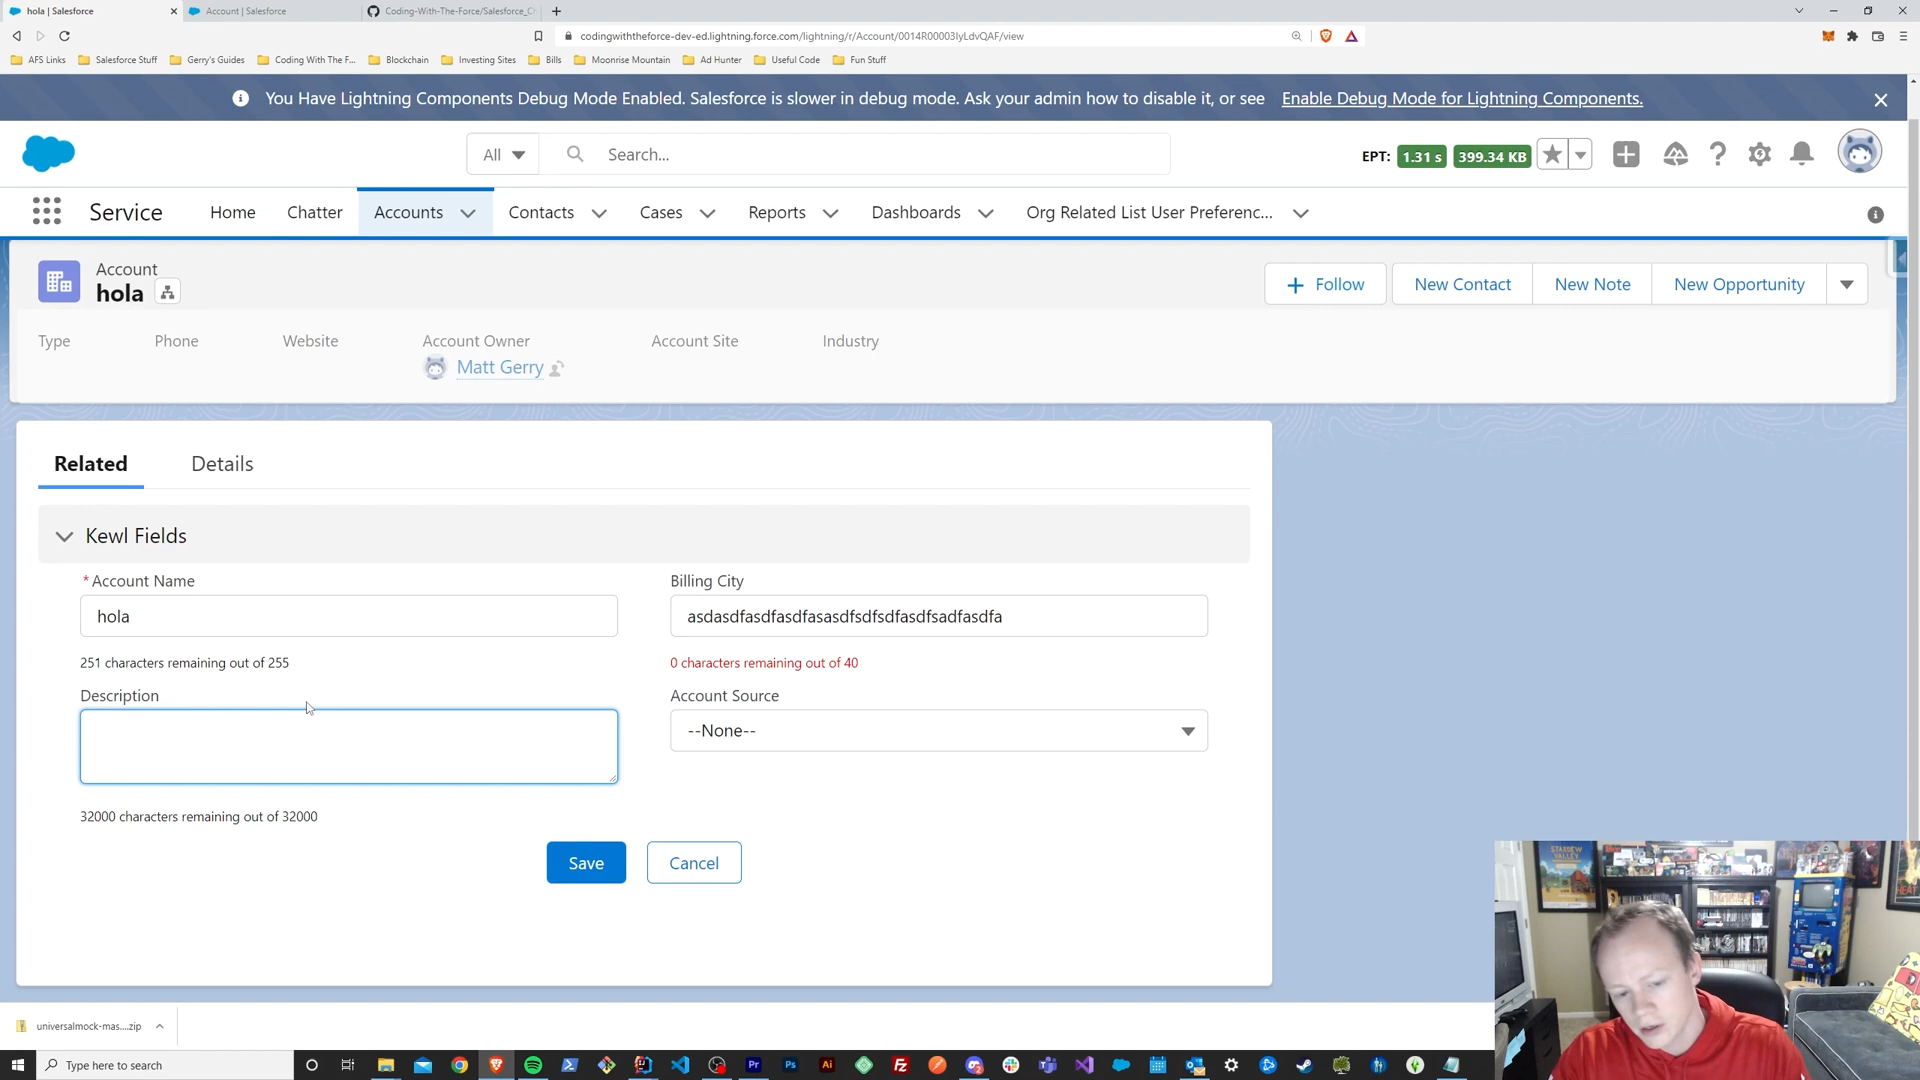 hola | Salesforce
Account | Salesforce
Coding-With-The-Force/Salesforce_C
codingwiththeforce-dev-ed.lightning.force.com/lightning/r/Account/0014R00003IyLdvQAF/view
AFS Links
Salesforce Stuff
Gerry's Guides
Coding With The F...
Blockchain
Investing Sites
Bills
Moonrise Mountain
Ad Hunter
Useful Code
Fun Stuff
You Have Lightning Components Debug Mode Enabled. Salesforce is slower in debug mode. Ask your admin how to disable it, or see Enable Debug Mode for Lightning Components.
All
Search...
EPT: 1.31 s 399.34 KB
Service
Home
Chatter
Accounts
Contacts
Cases
Reports
Dashboards
Org Related List User Preferenc...
Account
hola
Follow
New Contact
New Note
New Opportunity
Type
Phone
Website
Account Owner
Account Site
Industry
Matt Gerry
Related
Details
Kewl Fields
*Account Name
Billing City
hola
asdasdfasdfasdfasasdfsdfsdfasdfsadfasdfa
251 characters remaining out of 255
0 characters remaining out of 40
Description
Account Source
--None--
32000 characters remaining out of 32000
Save
Cancel
STARDEW
VALLEY
universalmock-mas....zip
Type here to search
Pr
Ps
Ai